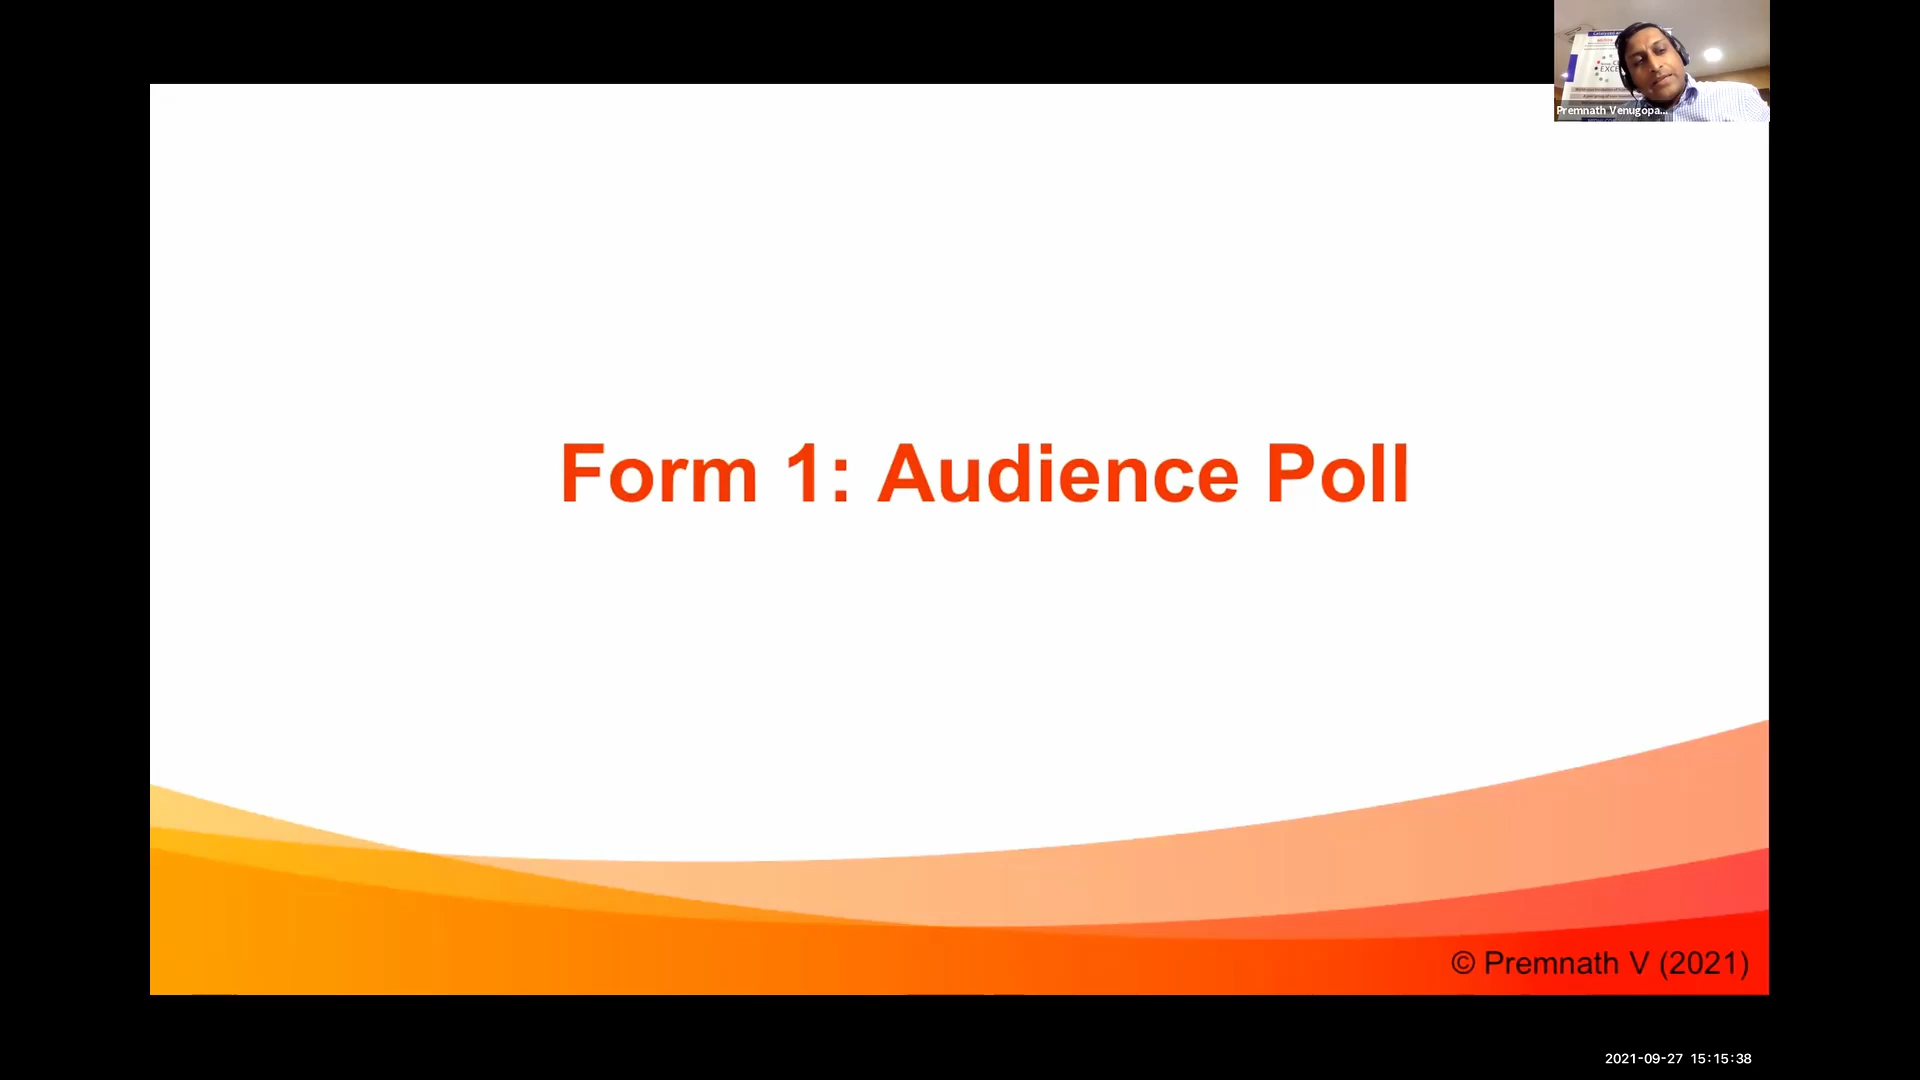 Premnath Venugopa...
Form 1: Audience Poll
© Premnath V (2021)
2021-09-27 15:15:38